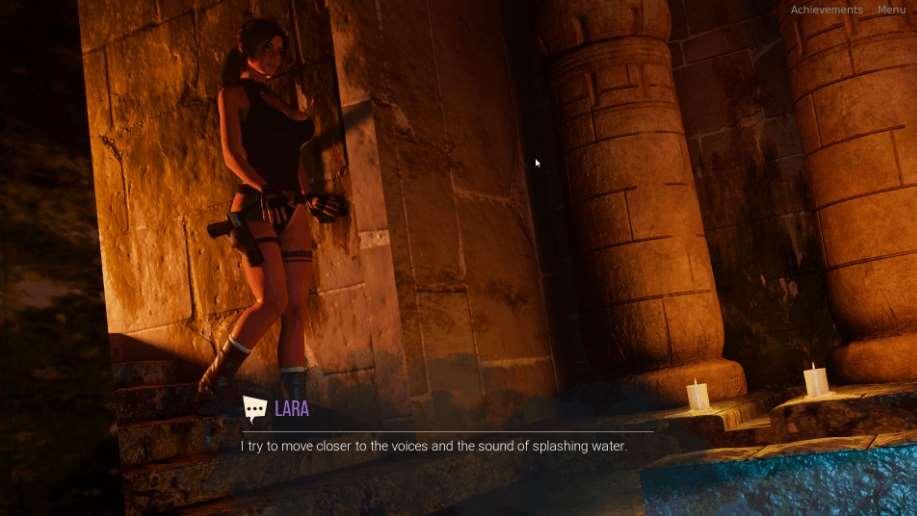 Achievements Menu
LARA
I try to move closer to the voices and the sound of splashing water.